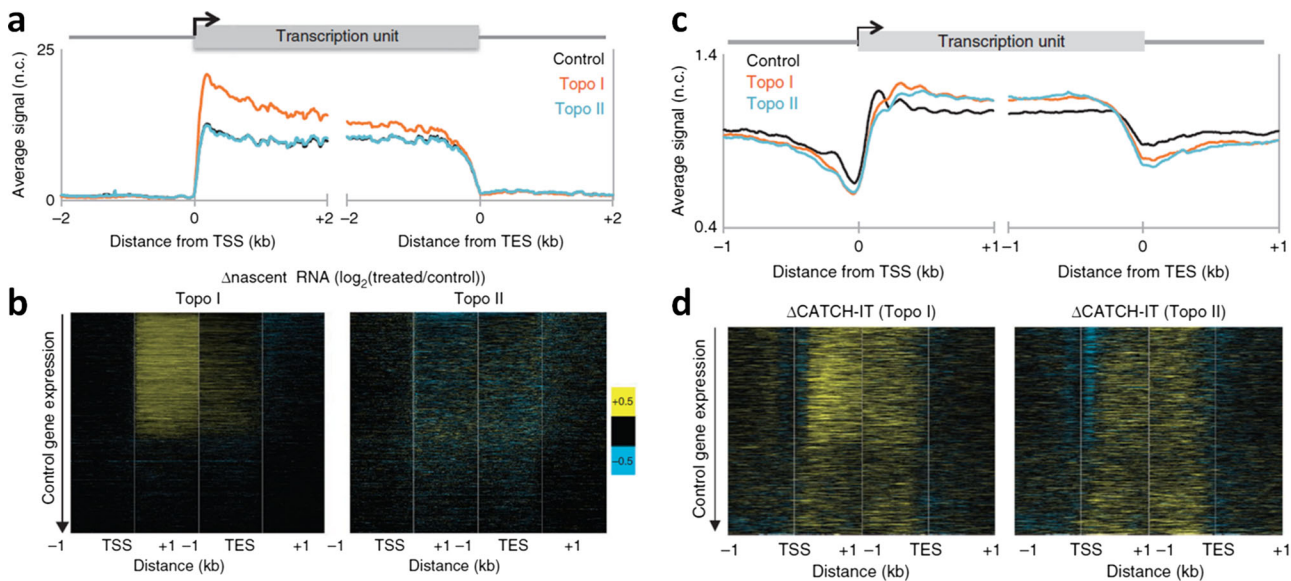 a
Transcription unit
25
Control
Topo I
Topo II
Average signal (n.c.)
0
−2 0 +2 −2 0 +2
Distance from TSS (kb) Distance from TES (kb)
b
Δnascent RNA (log2(treated/control))
Topo I Topo II
Control gene expression
+0.5
−0.5
−1 TSS +1 −1 TES +1 −1 TSS +1 −1 TES +1
Distance (kb) Distance (kb)
c
Transcription unit
1.4
Control
Topo I
Topo II
Average signal (n.c.)
0.4
−1 0 +1 −1 0 +1
Distance from TSS (kb) Distance from TES (kb)
d
ΔCATCH-IT (Topo I) ΔCATCH-IT (Topo II)
Control gene expression
Control gene expression
−1 TSS +1 −1 TES +1 −1 TSS +1 −1 TES +1
Distance (kb) Distance (kb)